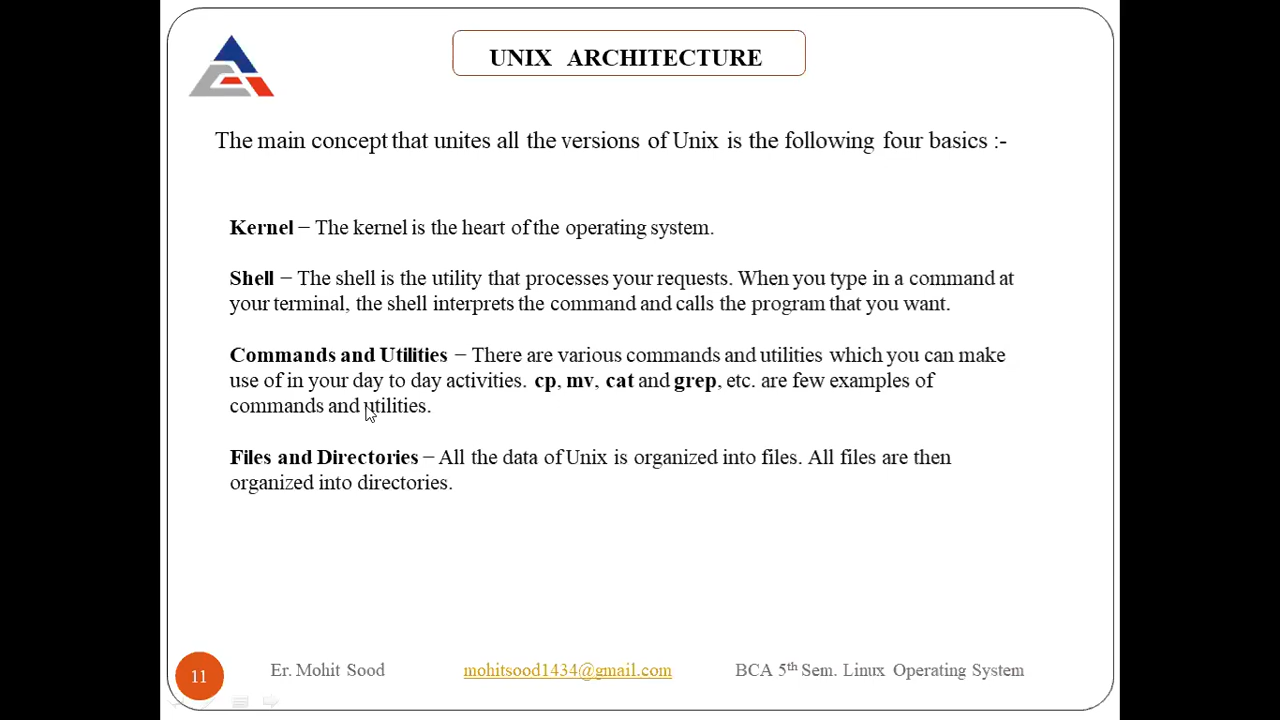 UNIX ARCHITECTURE
The main concept that unites all the versions of Unix is the following four basics :-
Kernel − The kernel is the heart of the operating system.
Shell − The shell is the utility that processes your requests. When you type in a command at
your terminal, the shell interprets the command and calls the program that you want.
Commands and Utilities − There are various commands and utilities which you can make
use of in your day to day activities. cp, mv, cat and grep, etc. are few examples of
commands and utilities.
Files and Directories − All the data of Unix is organized into files. All files are then
organized into directories.
11 Er. Mohit Sood mohitsood1434@gmail.com BCA 5th Sem. Linux Operating System